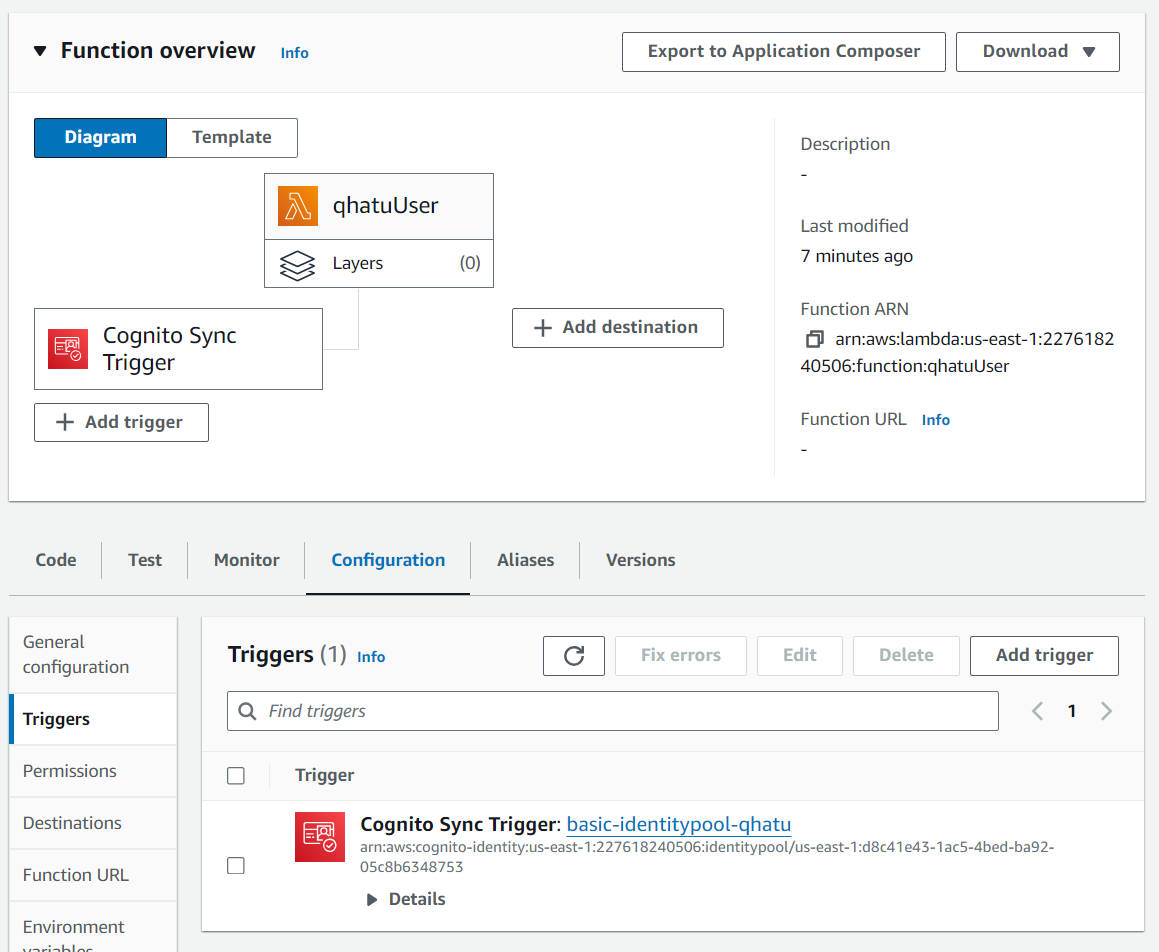 Function overview Info
Export to Application Composer
Download
Diagram
Template
qhatuUser
Layers (0)
Cognito Sync
Trigger
Add trigger
Add destination
Description
-
Last modified
7 minutes ago
Function ARN
arn:aws:lambda:us-east-1:2276182
40506:function:qhatuUser
Function URL Info
-
Code
Test
Monitor
Configuration
Aliases
Versions
General
configuration
Triggers
Permissions
Destinations
Function URL
Environment
variables
Triggers (1) Info
Fix errors
Edit
Delete
Add trigger
Find triggers
1
Trigger
Cognito Sync Trigger: basic-identitypool-qhatu
arn:aws:cognito-identity:us-east-1:227618240506:identitypool/us-east-1:d8c41e43-1ac5-4bed-ba92-
05c8b6348753
Details